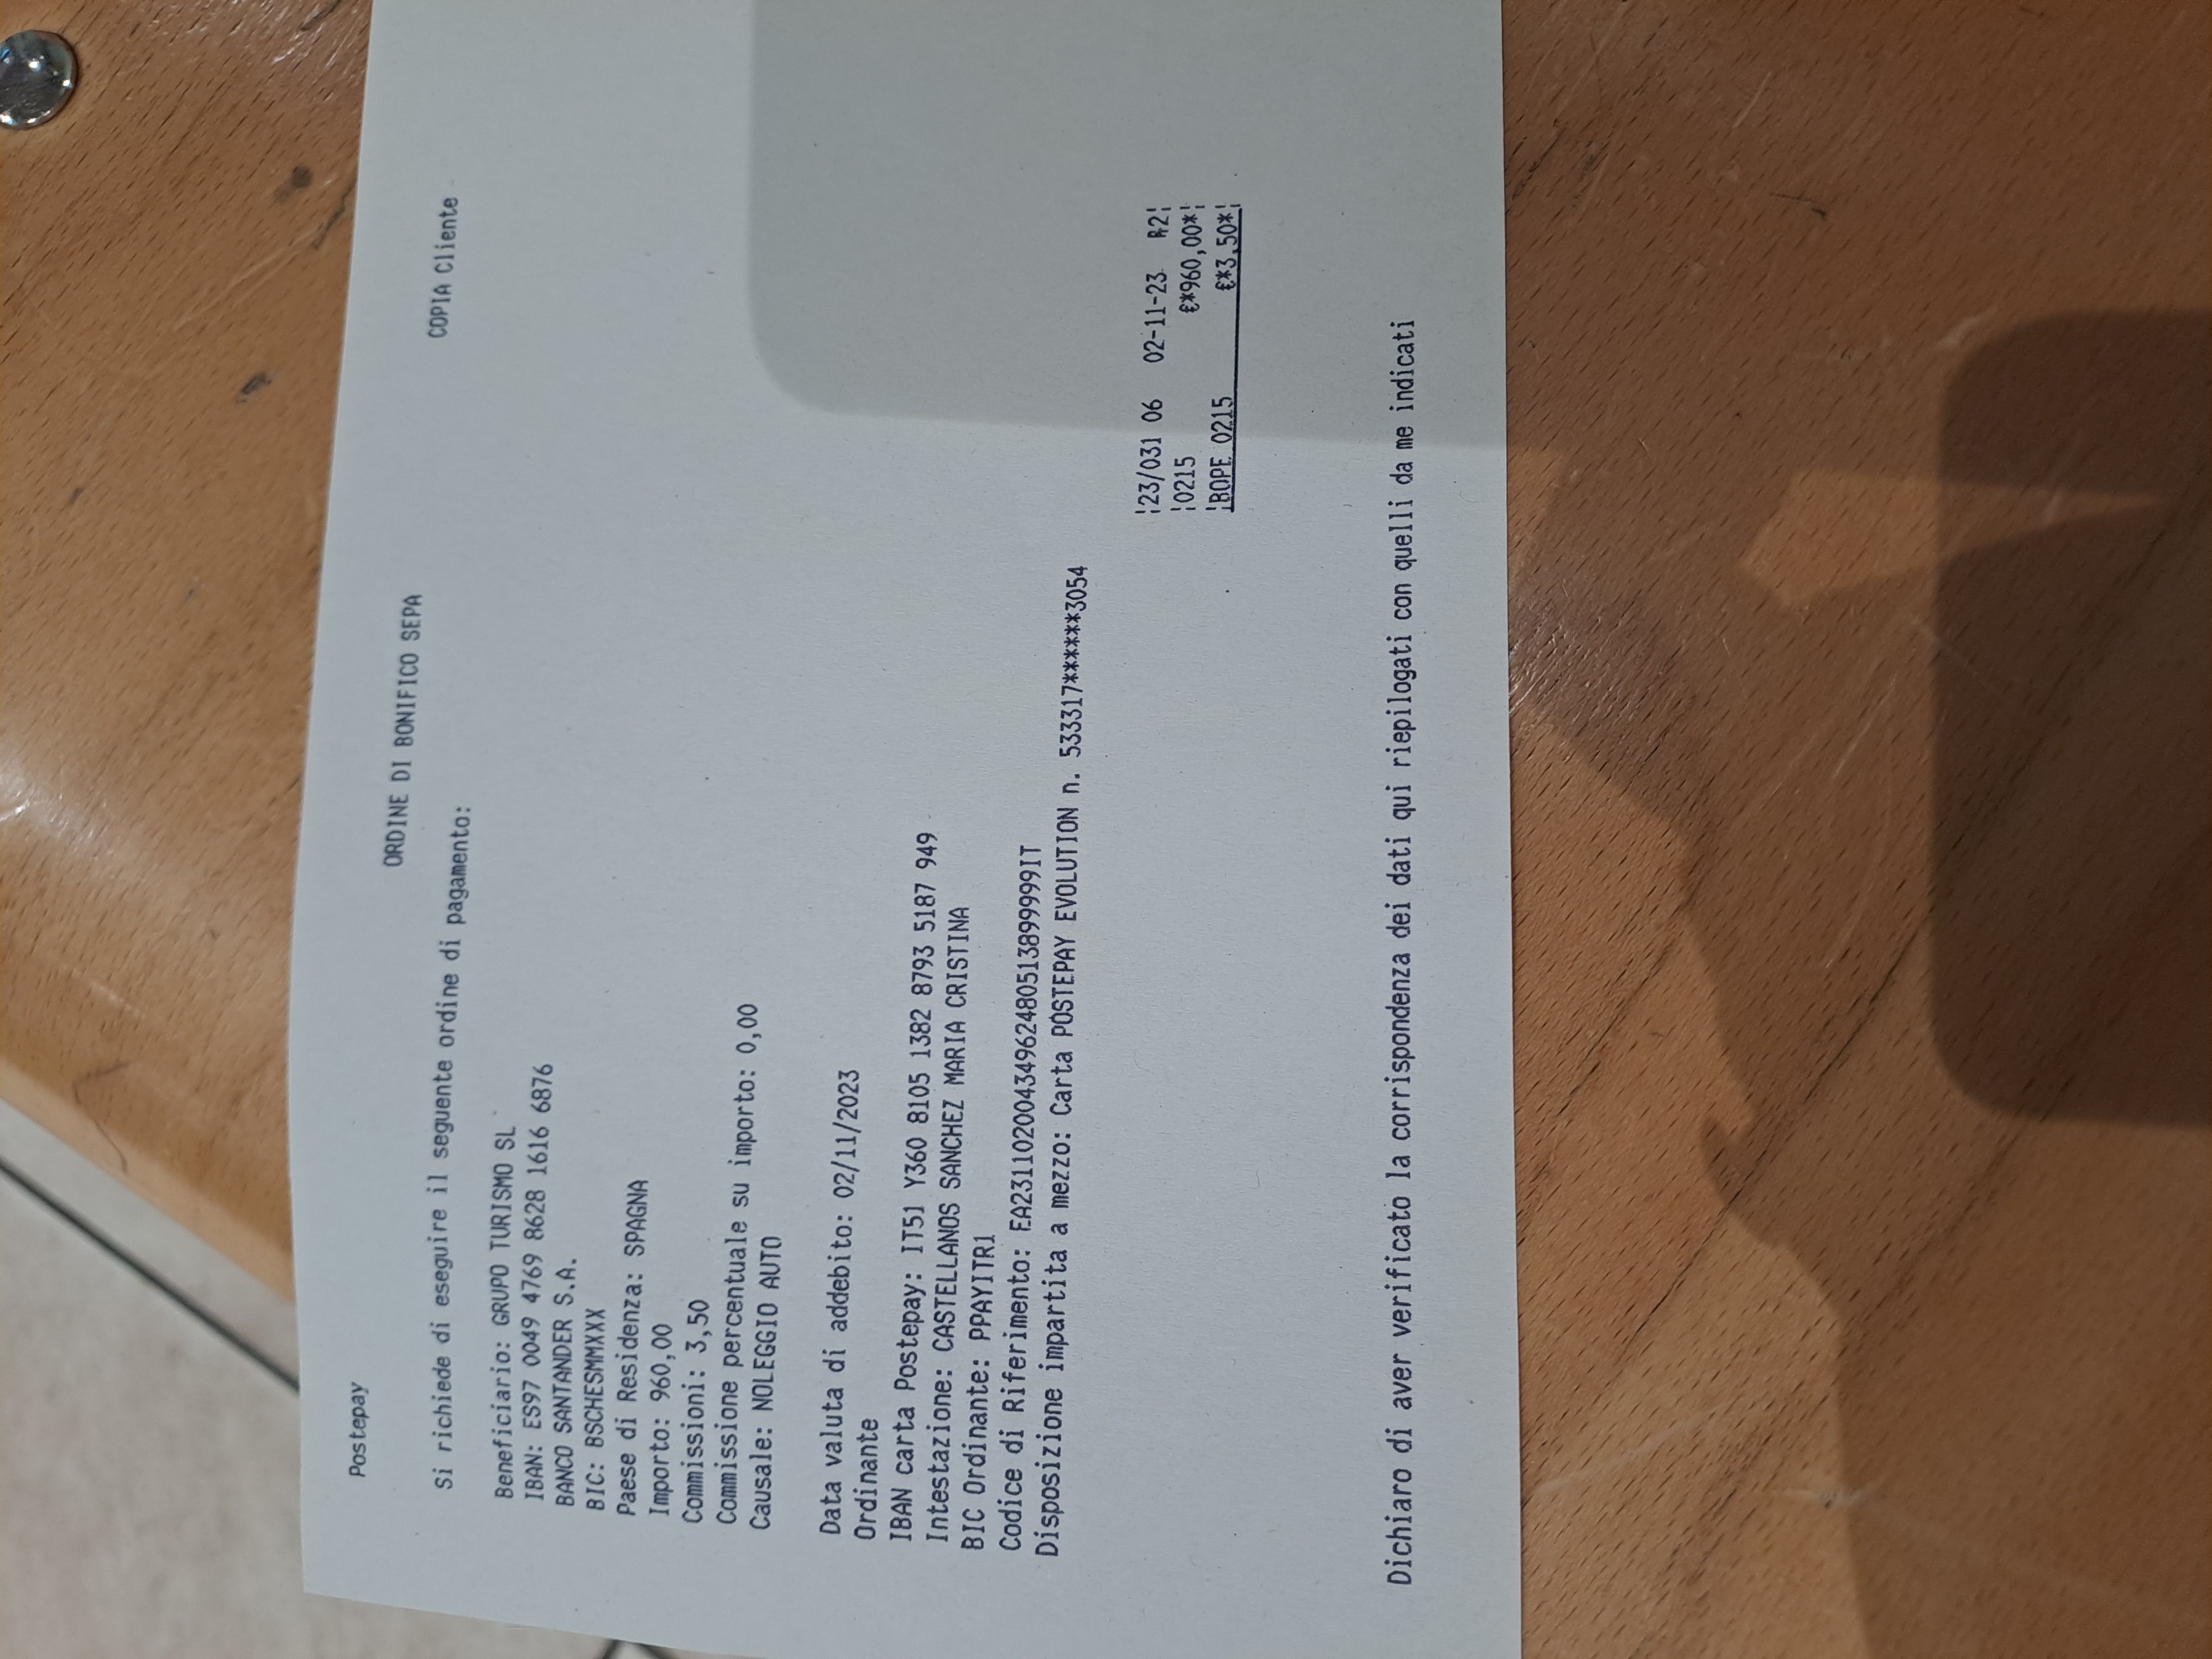 Postepay
ORDINE DI BONIFICO SEPA
COPIA Cliente
Si richiede di eseguire il seguente ordine di pagamento:
Beneficiario: GRUPO TURISMO SL
IBAN: ES97 0049 4769 8628 1616 6876
BANCO SANTANDER S.A.
BIC: BSCHESMMXXX
Paese di Residenza: SPAGNA
Importo: 960,00
Commissioni: 3,50
Commissione percentuale su importo: 0,00
Causale: NOLEGGIO AUTO
Data valuta di addebito: 02/11/2023
Ordinante
IBAN carta Postepay: IT51 Y360 8105 1382 8793 5187 949
Intestazione: CASTELLANOS SANCHEZ MARIA CRISTINA
BIC Ordinante: PPAYITR1
Codice di Riferimento: EA23110200434962480513899999IT
Disposizione impartita a mezzo: Carta POSTEPAY EVOLUTION n. 533317******3054
¦23/031 06 02-11-23 R2¦
¦0215 €*960,00*¦
¦BOPE 0215 €*3,50*¦
Dichiaro di aver verificato la corrispondenza dei dati qui riepilogati con quelli da me indicati